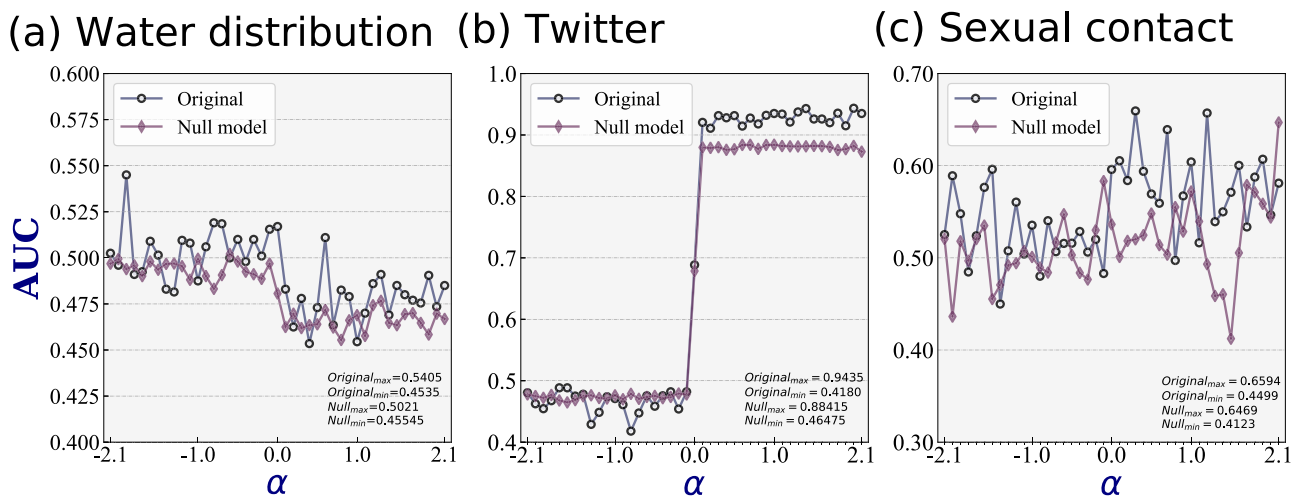 (a) Water distribution
(b) Twitter
(c) Sexual contact
AUC
0.600
0.575
0.550
0.525
0.500
0.475
0.450
0.425
0.400
Original
Null model
Original_max=0.5405
Original_min=0.4535
Null_max=0.5021
Null_min=0.45545
-2.1 -1.0 0.0 1.0 2.1
α
1.0
0.9
0.8
0.7
0.6
0.5
0.4
Original
Null model
Original_max = 0.9435
Original_min = 0.4180
Null_max = 0.88415
Null_min = 0.46475
-2.1 -1.0 0.0 1.0 2.1
α
0.70
0.60
0.50
0.40
0.30
Original
Null model
Original_max = 0.6594
Original_min = 0.4499
Null_max = 0.6469
Null_min = 0.4123
-2.1 -1.0 0.0 1.0 2.1
α